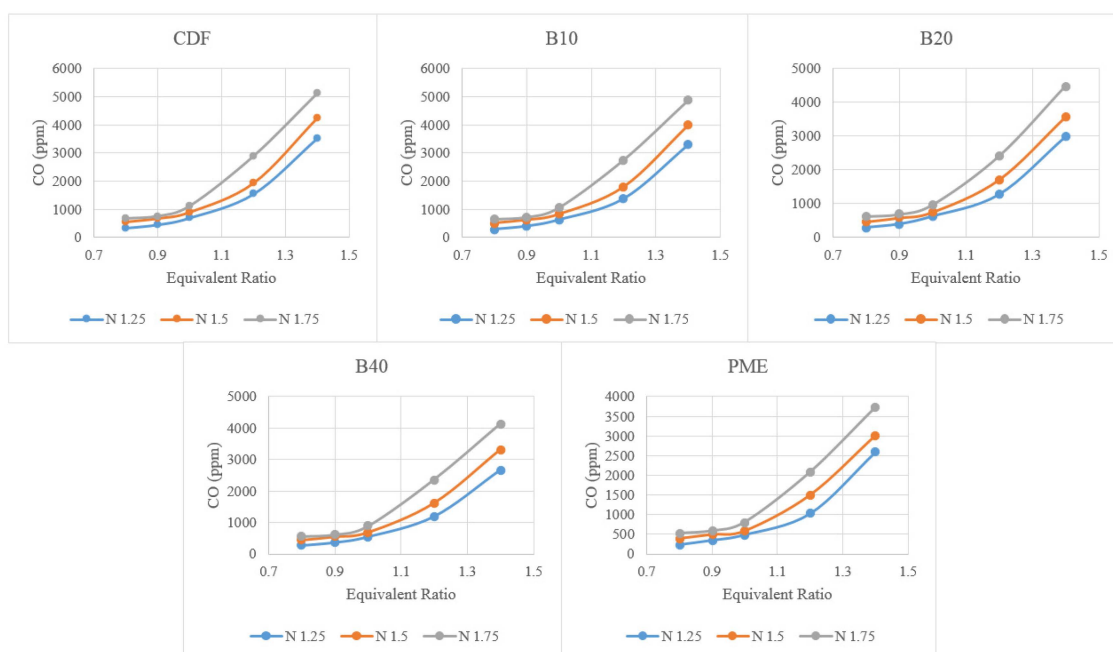 CDF
6000
5000
4000
3000
2000
1000
0
CO (ppm)
0.7 0.9 1.1 1.3 1.5
Equivalent Ratio
N 1.25 N 1.5 N 1.75
B10
6000
5000
4000
3000
2000
1000
0
CO (ppm)
0.7 0.9 1.1 1.3 1.5
Equivalent Ratio
N 1.25 N 1.5 N 1.75
B20
5000
4000
3000
2000
1000
0
CO (ppm)
0.7 0.9 1.1 1.3 1.5
Equivalent Ratio
N 1.25 N 1.5 N 1.75
B40
5000
4000
3000
2000
1000
0
CO (ppm)
0.7 0.9 1.1 1.3 1.5
Equivalent Ratio
N 1.25 N 1.5 N 1.75
PME
4000
3500
3000
2500
2000
1500
1000
500
0
CO (ppm)
0.7 0.9 1.1 1.3 1.5
Equivalent Ratio
N 1.25 N 1.5 N 1.75